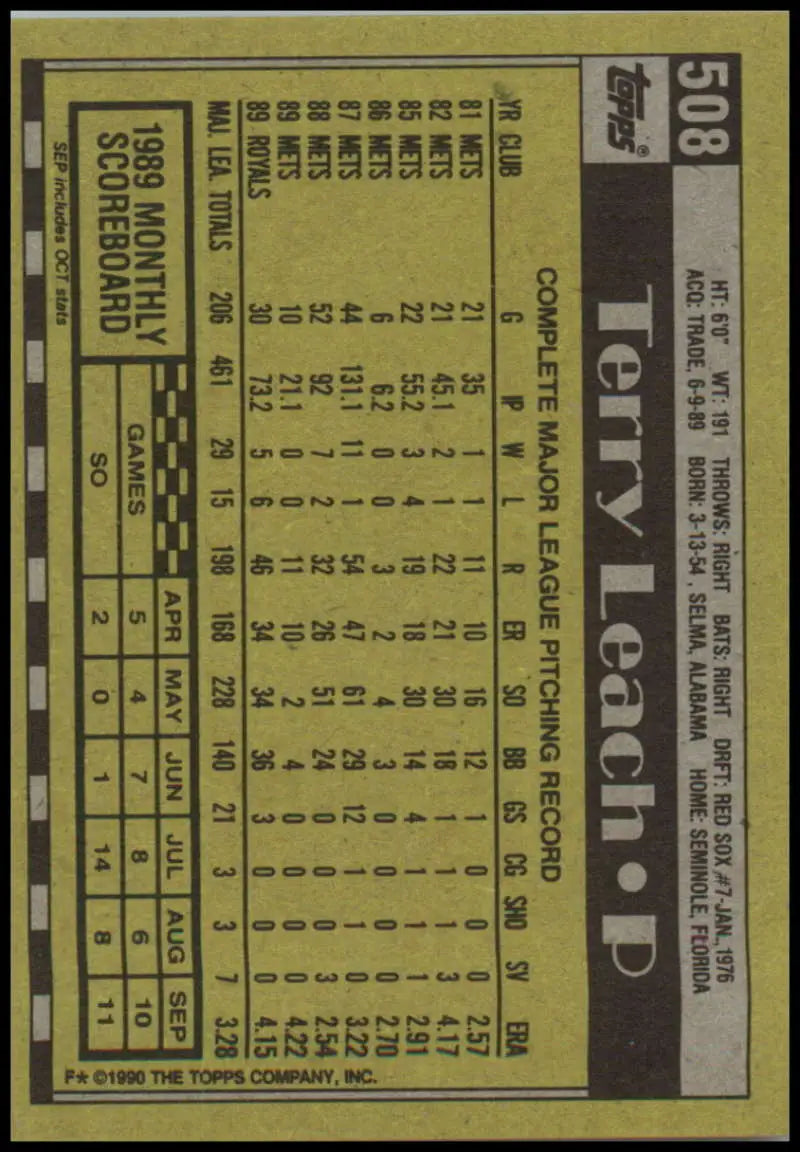 508
topps®
HT: 6'0" WT: 191 THROWS: RIGHT BATS: RIGHT DRFT: RED SOX #7-JAN., 1976
ACQ: TRADE, 6-9-89 BORN: 3-13-54 , SELMA, ALABAMA HOME: SEMINOLE, FLORIDA
Terry Leach • P
COMPLETE MAJOR LEAGUE PITCHING RECORD
YR CLUB G IP W L R ER SO BB GS CG SHO SV ERA
81 METS 21 35 1 1 11 10 16 12 1 0 0 0 2.57
82 METS 21 45.1 2 1 22 21 30 18 1 1 1 3 4.17
85 METS 22 55.2 3 4 19 18 30 14 4 1 1 1 2.91
86 METS 6 6.2 0 0 3 2 4 3 0 0 0 0 2.70
87 METS 44 131.1 11 1 54 47 61 29 12 1 1 0 3.22
88 METS 52 92 7 2 32 26 51 24 0 0 0 3 2.54
89 METS 10 21.1 0 0 11 10 2 4 0 0 0 0 4.22
89 ROYALS 30 73.2 5 6 46 34 34 36 3 0 0 0 4.15
MAJ. LEA. TOTALS 206 461 29 15 198 168 228 140 21 3 3 7 3.28
1989 MONTHLY
SCOREBOARD
APR MAY JUN JUL AUG SEP
GAMES 5 4 7 8 6 10
SO 2 0 1 14 8 11
SEP includes OCT stats
F* ©1990 THE TOPPS COMPANY, INC.